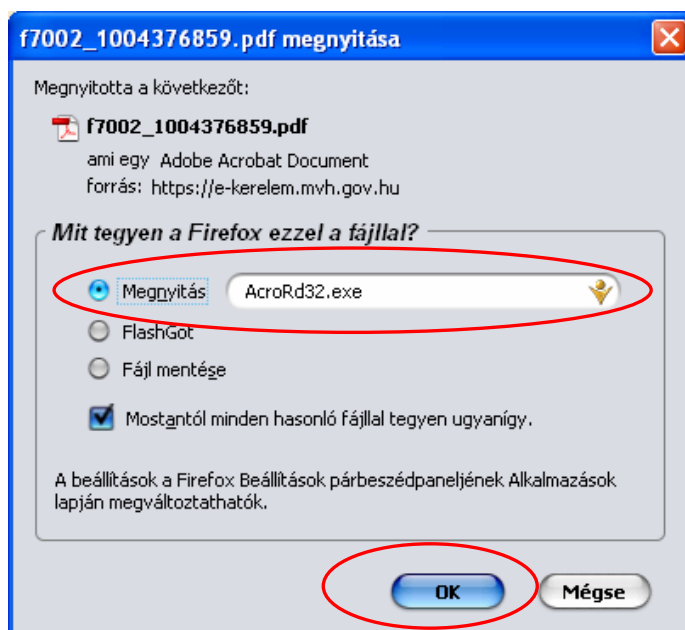 f7002_1004376859.pdf megnyitása
Megnyitotta a következőt:
f7002_1004376859.pdf
ami egy Adobe Acrobat Document
forrás: https://e-kerelem.mvh.gov.hu
Mit tegyen a Firefox ezzel a fájllal?
Megnyitás AcroRd32.exe
FlashGot
Fájl mentése
Mostantól minden hasonló fájllal tegyen ugyanígy.
A beállítások a Firefox Beállítások párbeszédpaneljének Alkalmazások
lapján megváltoztathatók.
OK Mégse